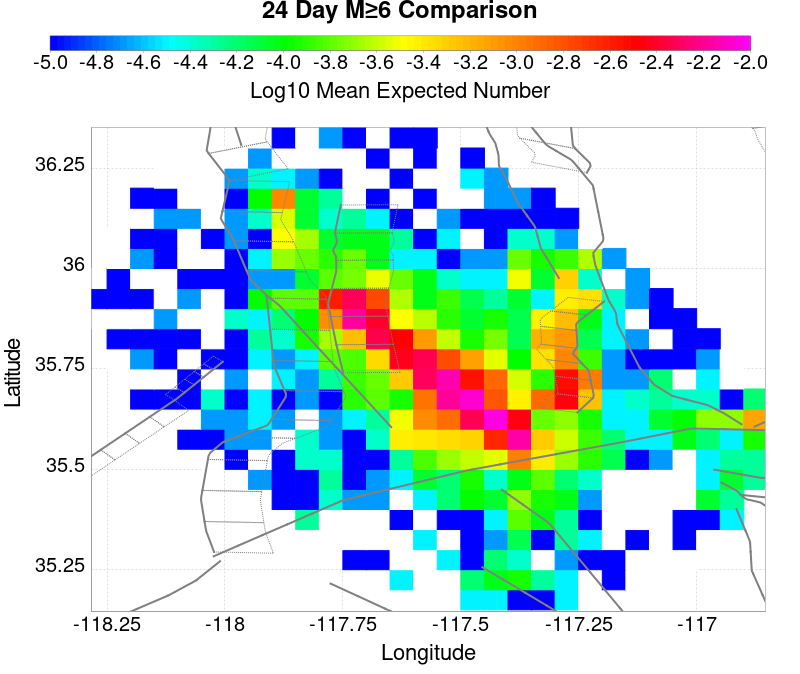 24 Day M≥6 Comparison
-5.0 -4.8 -4.6 -4.4 -4.2 -4.0 -3.8 -3.6 -3.4 -3.2 -3.0 -2.8 -2.6 -2.4 -2.2 -2.0
Log10 Mean Expected Number
36.25
36
35.75
35.5
35.25
Latitude
-118.25 -118 -117.75 -117.5 -117.25 -117
Longitude